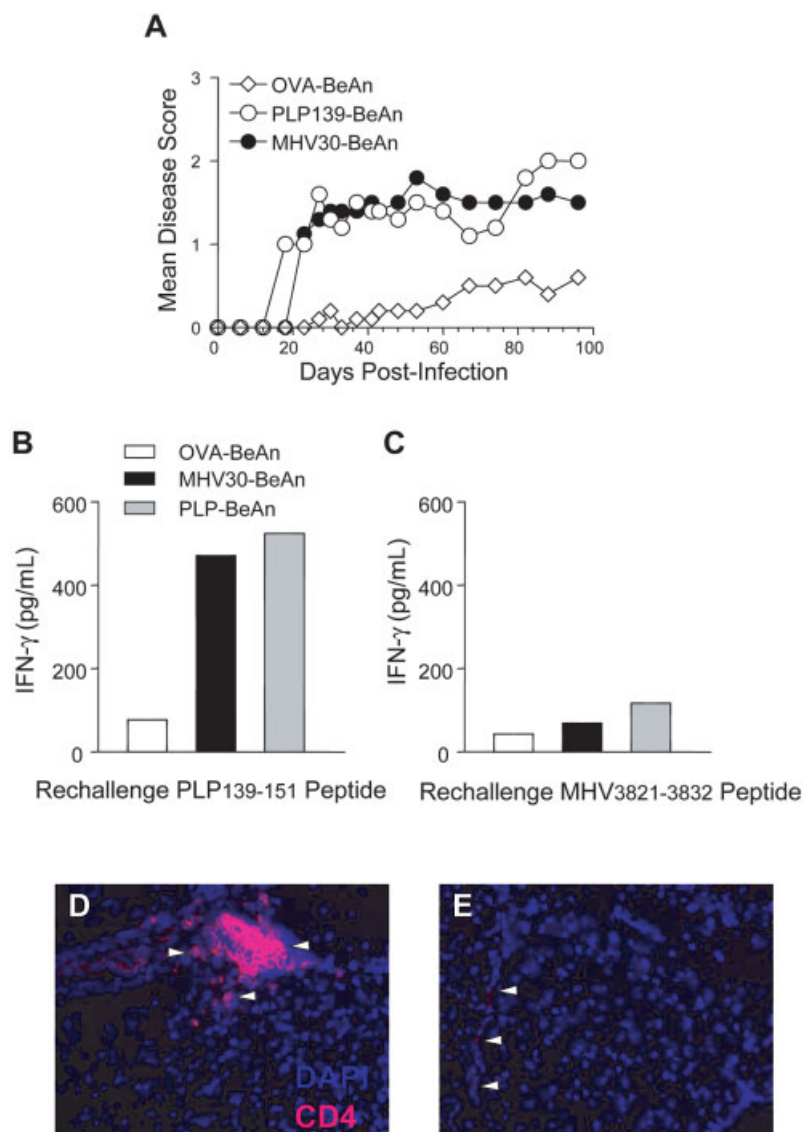 A
OVA-BeAn
PLP139-BeAn
MHV30-BeAn
Mean Disease Score
3
2
1
0
0 20 40 60 80 100
Days Post-Infection
B
OVA-BeAn
MHV30-BeAn
PLP-BeAn
IFN-γ (pg/mL)
600
400
200
0
Rechallenge PLP139-151 Peptide
C
IFN-γ (pg/mL)
600
400
200
0
Rechallenge MHV3821-3832 Peptide
D
DAPI
CD4
E